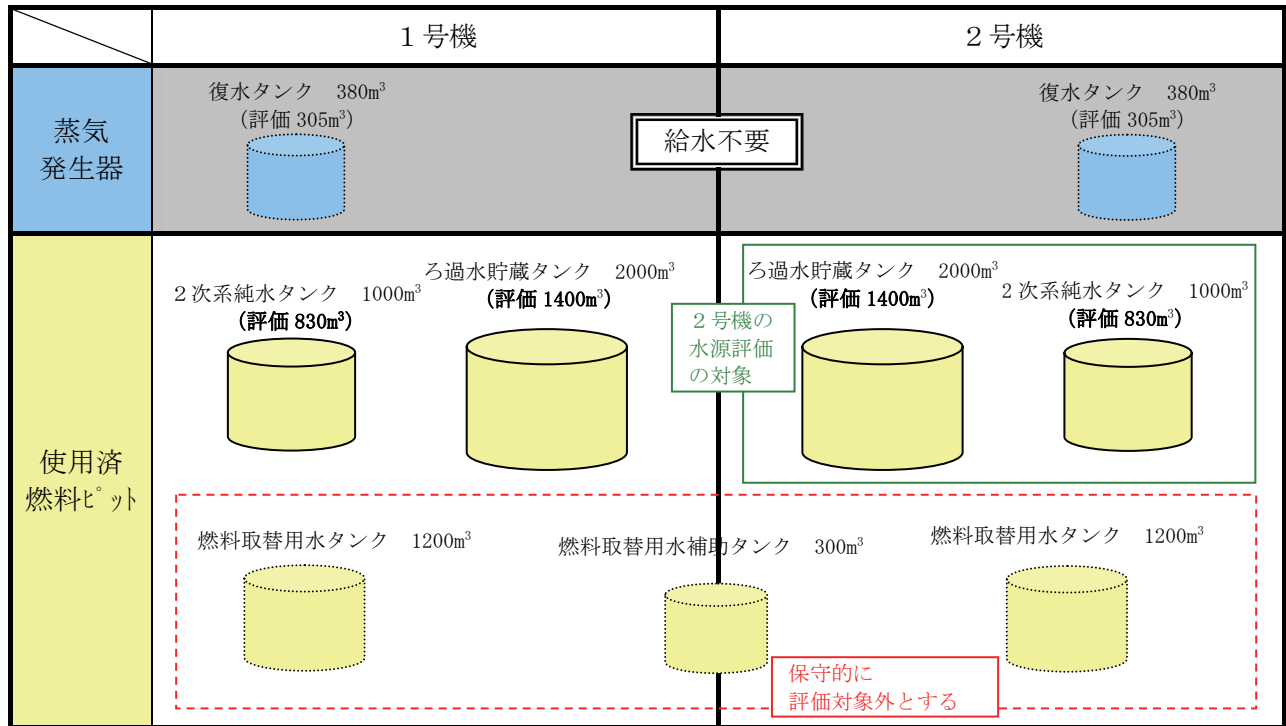 １号機
２号機
蒸気
発生器
復水タンク　380m³
(評価 305m³)
給水不要
復水タンク　380m³
(評価 305m³)
使用済
燃料ﾋﾟｯﾄ
２次系純水タンク　1000m³
(評価 830m³)
ろ過水貯蔵タンク　2000m³
(評価 1400m³)
２号機の
水源評価
の対象
ろ過水貯蔵タンク　2000m³
(評価 1400m³)
２次系純水タンク　1000m³
(評価 830m³)
燃料取替用水タンク　1200m³
燃料取替用水補助タンク　300m³
燃料取替用水タンク　1200m³
保守的に
評価対象外とする